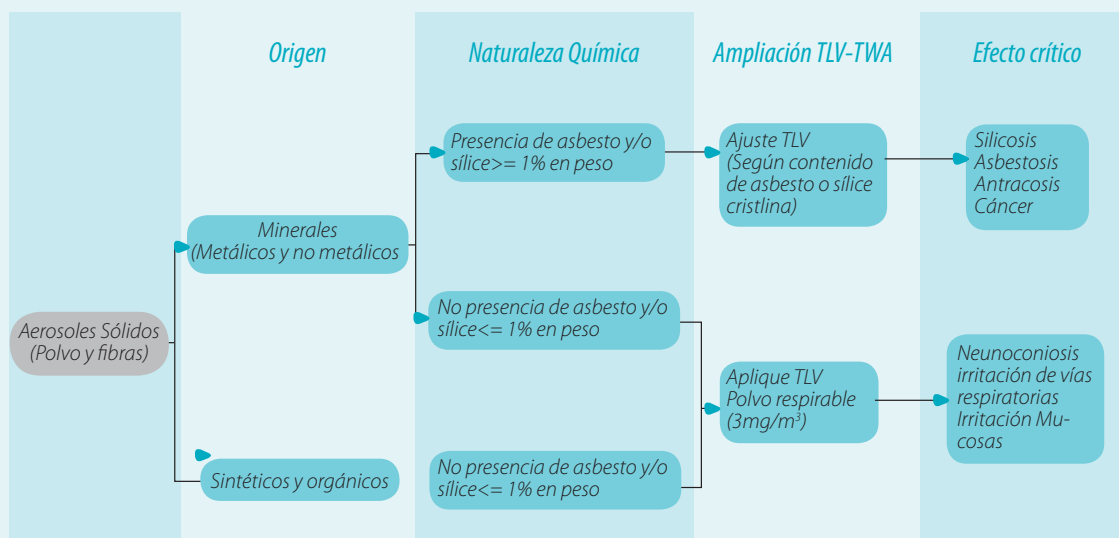 Origen
Naturaleza Química
Ampliación TLV-TWA
Efecto crítico
Aerosoles Sólidos
(Polvo y fibras)
Minerales
(Metálicos y no metálicos
Sintéticos y orgánicos
Presencia de asbesto y/o
sílice>= 1% en peso
No presencia de asbesto y/o
sílice<= 1% en peso
No presencia de asbesto y/o
sílice<= 1% en peso
Ajuste TLV
(Según contenido
de asbesto o sílice
cristlina)
Aplique TLV
Polvo respirable
(3mg/m³)
Silicosis
Asbestosis
Antracosis
Cáncer
Neunoconiosis
irritación de vías
respiratorias
Irritación Mu-
cosas